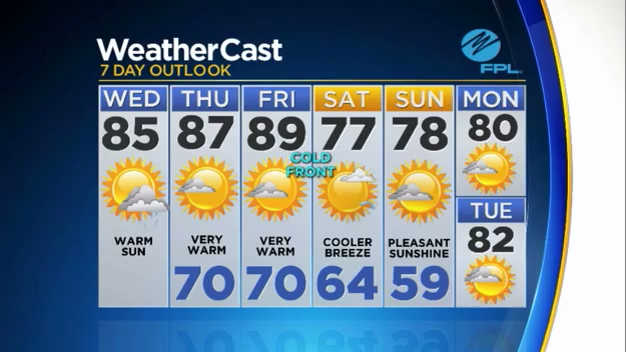 WeatherCast
7 DAY OUTLOOK
FPL.
WED THU FRI SAT SUN MON
85 87 89 77 78 80
COLD
FRONT
TUE
82
WARM SUN
VERY WARM
VERY WARM
COOLER BREEZE
PLEASANT SUNSHINE
70 70 64 59